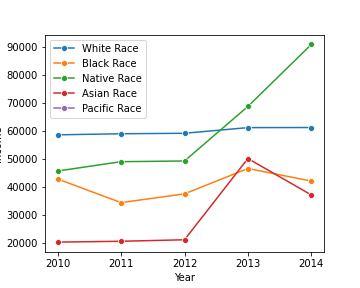 White Race
Black Race
Native Race
Asian Race
Pacific Race
90000
80000
70000
60000
50000
40000
30000
20000
2010 2011 2012 2013 2014
Year